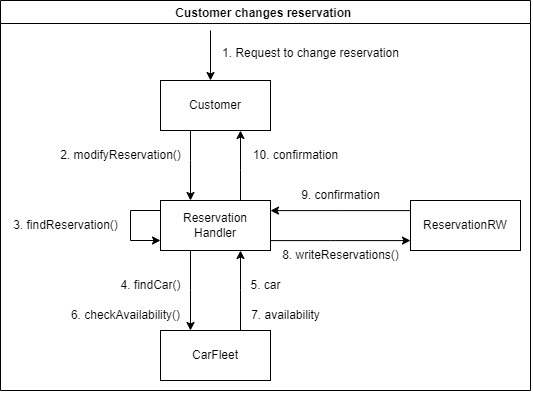 Customer changes reservation
1. Request to change reservation
Customer
2. modifyReservation()
10. confirmation
9. confirmation
3. findReservation()
Reservation
Handler
ReservationRW
8. writeReservations()
4. findCar()
5. car
6. checkAvailability()
7. availability
CarFleet